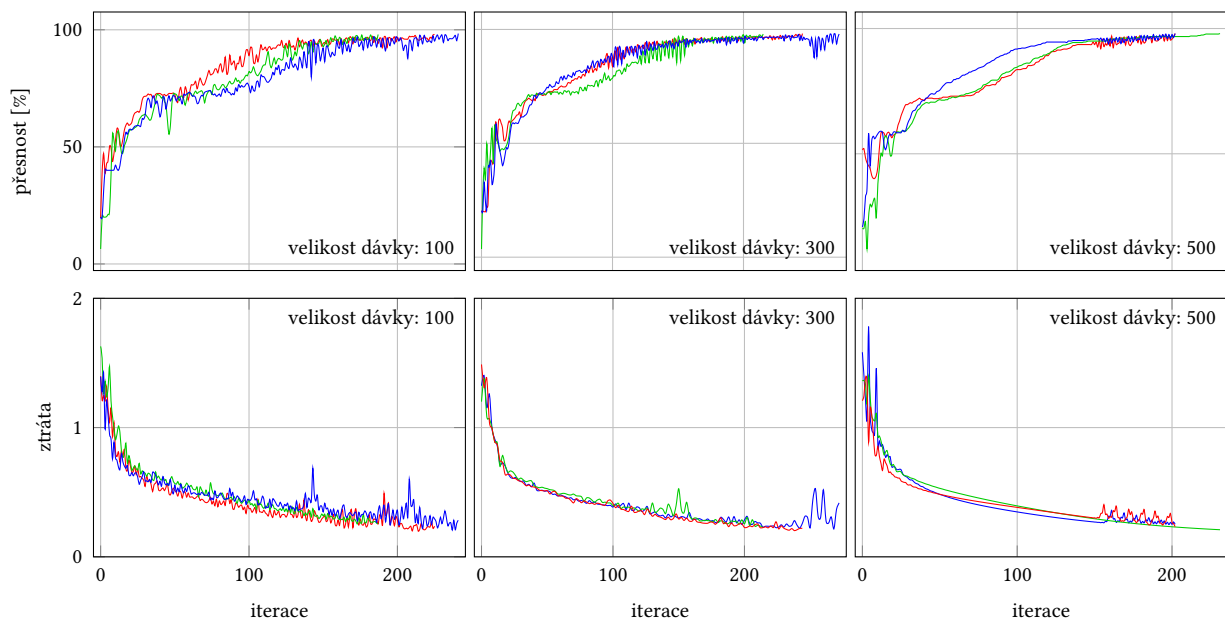 100
50
0
přesnost [%]
velikost dávky: 100
velikost dávky: 300
velikost dávky: 500
2
1
0
ztráta
velikost dávky: 100
velikost dávky: 300
velikost dávky: 500
0 100 200
0 100 200
0 100 200
iterace
iterace
iterace